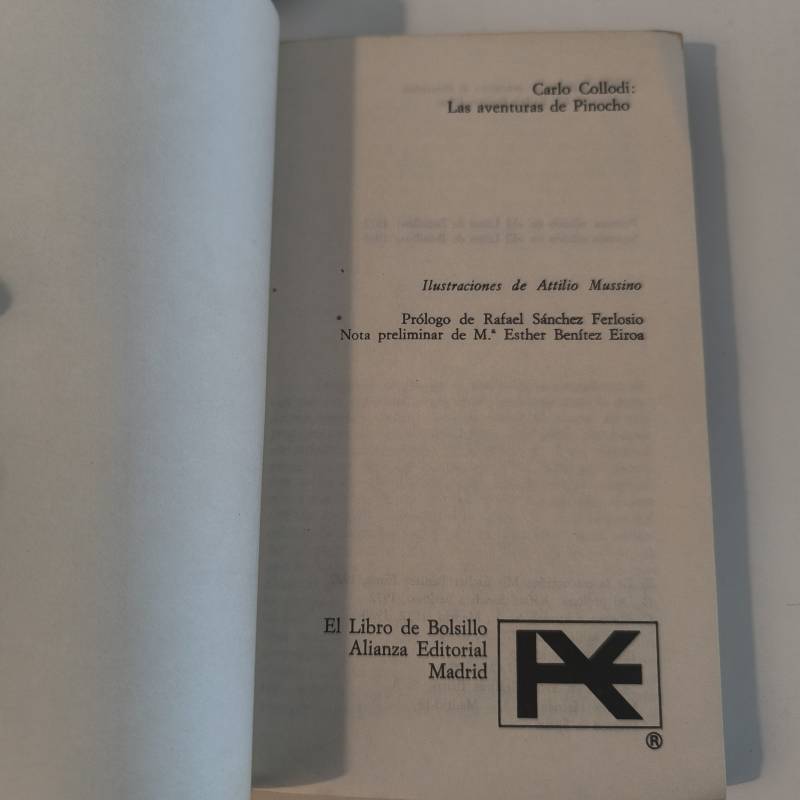 Carlo Collodi:
Las aventuras de Pinocho
Ilustraciones de Attilio Mussino
Prólogo de Rafael Sánchez Ferlosio
Nota preliminar de M.ª Esther Benítez Eiroa
El Libro de Bolsillo
Alianza Editorial
Madrid
®